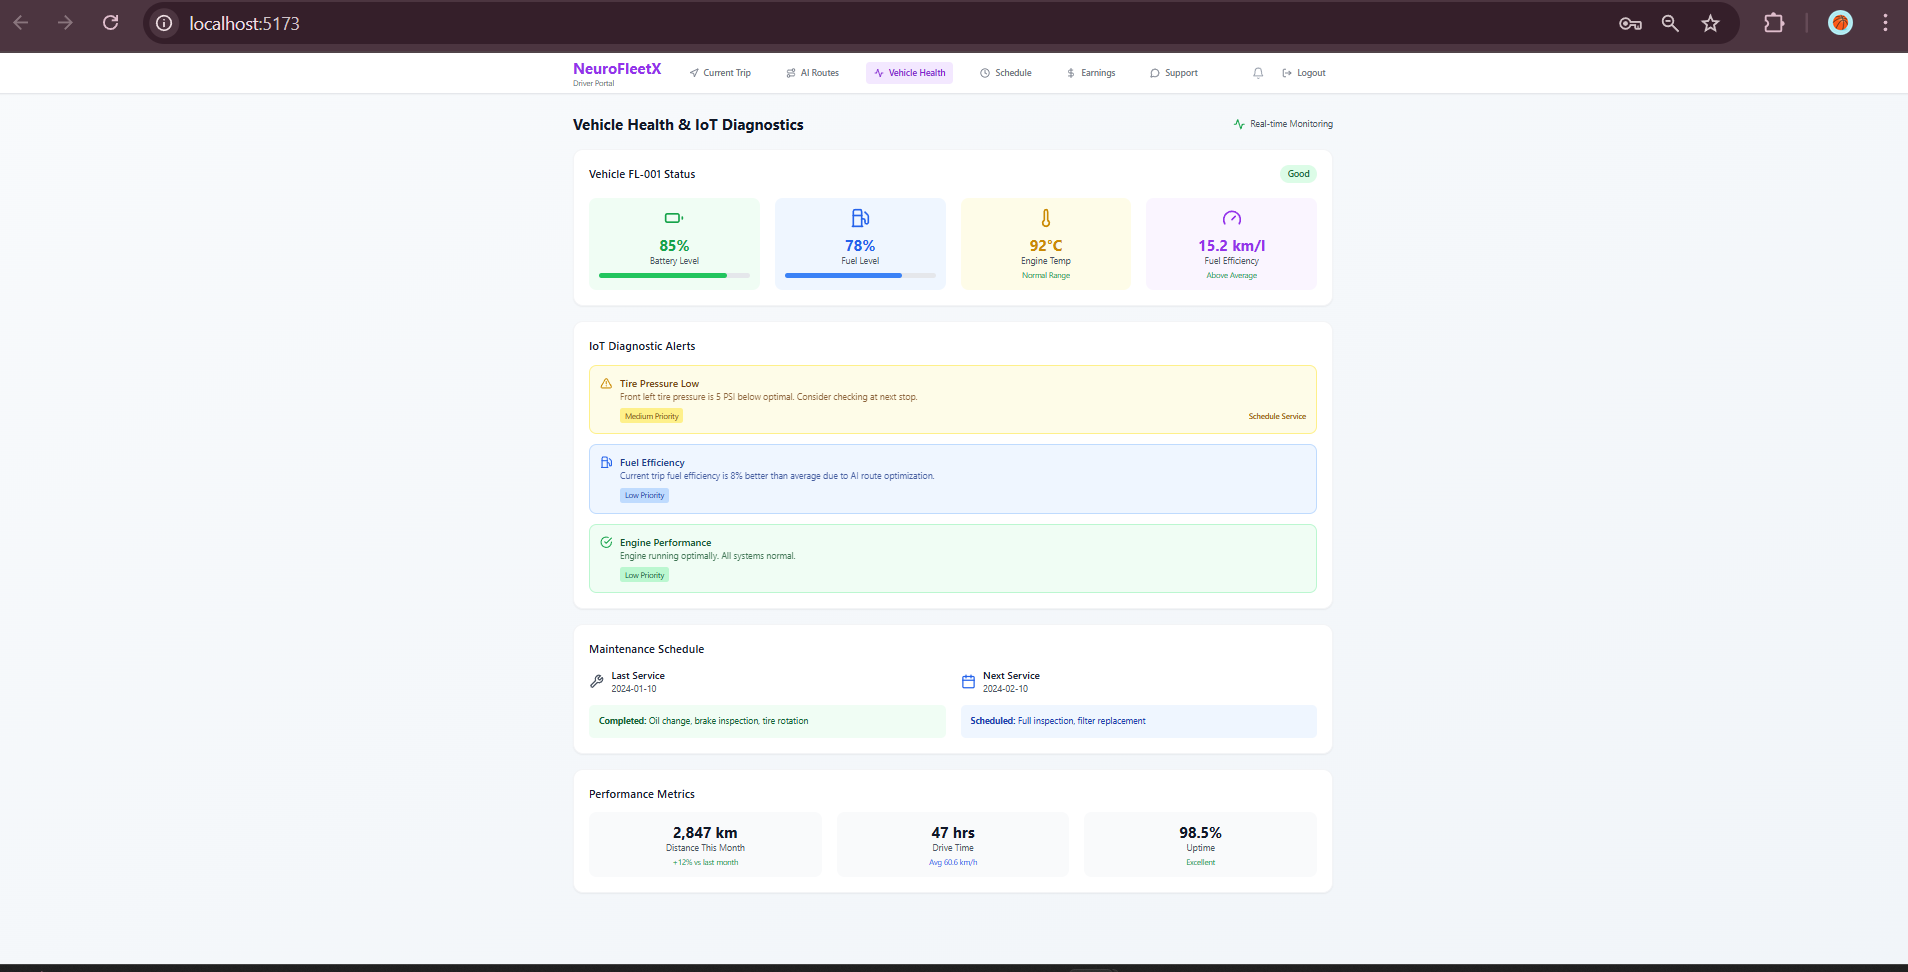 localhost:5173
NeuroFleetX
Driver Portal
Current Trip
AI Routes
Vehicle Health
Schedule
Earnings
Support
Logout
Vehicle Health & IoT Diagnostics
Real-time Monitoring
Vehicle FL-001 Status
Good
85%
Battery Level
78%
Fuel Level
92°C
Engine Temp
Normal Range
15.2 km/l
Fuel Efficiency
Above Average
IoT Diagnostic Alerts
Tire Pressure Low
Front left tire pressure is 5 PSI below optimal. Consider checking at next stop.
Medium Priority
Schedule Service
Fuel Efficiency
Current trip fuel efficiency is 8% better than average due to AI route optimization.
Low Priority
Engine Performance
Engine running optimally. All systems normal.
Low Priority
Maintenance Schedule
Last Service
2024-01-10
Completed: Oil change, brake inspection, tire rotation
Next Service
2024-02-10
Scheduled: Full inspection, filter replacement
Performance Metrics
2,847 km
Distance This Month
+12% vs last month
47 hrs
Drive Time
Avg 60.6 km/h
98.5%
Uptime
Excellent